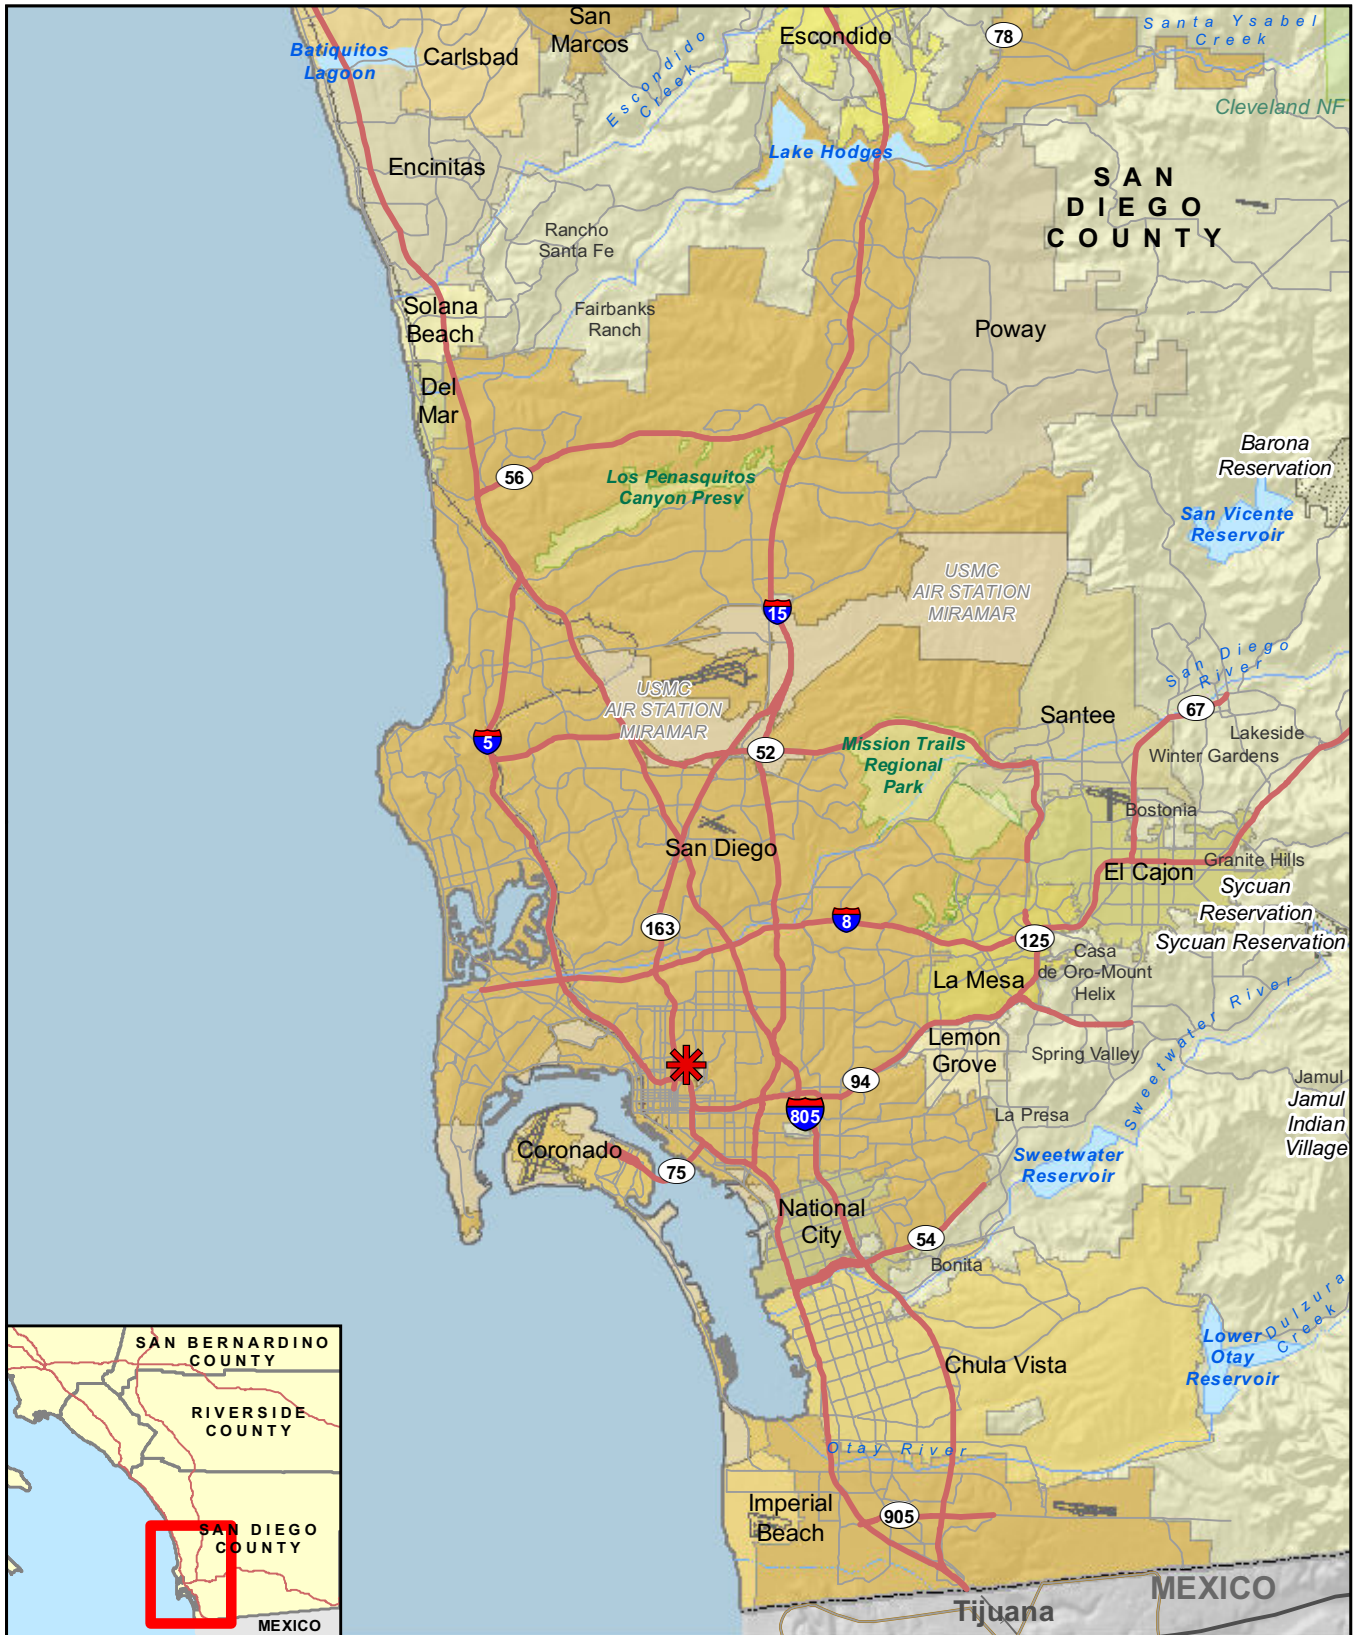 San
Marcos
Escondido
78
Santa Ysabel
Creek
Batiquitos
Lagoon
Carlsbad
Escondido
Creek
Cleveland NF
Lake Hodges
Encinitas
SAN
DIEGO
COUNTY
Rancho
Santa Fe
Solana
Beach
Fairbanks
Ranch
Poway
Del
Mar
Barona
Reservation
56
Los Penasquitos
Canyon Presv
San Vicente
Reservoir
USMC
AIR STATION
MIRAMAR
15
San Diego
River
USMC
AIR STATION
MIRAMAR
67
Santee
Lakeside
5
52
Mission Trails
Regional
Park
Winter Gardens
Bostonia
San Diego
El Cajon
Granite Hills
Sycuan
Reservation
163
8
125
Sycuan Reservation
La Mesa
Casa
de Oro-Mount
Helix
Sweetwater River
Lemon
Grove
Spring Valley
94
Jamul
Jamul
Indian
Village
805
La Presa
Coronado
75
Sweetwater
Reservoir
National
City
54
Bonita
Dulzura
Creek
Lower
Otay
Reservoir
Chula Vista
Otay River
Imperial
Beach
905
MEXICO
Tijuana
SAN BERNARDINO
COUNTY
RIVERSIDE
COUNTY
SAN DIEGO
COUNTY
MEXICO